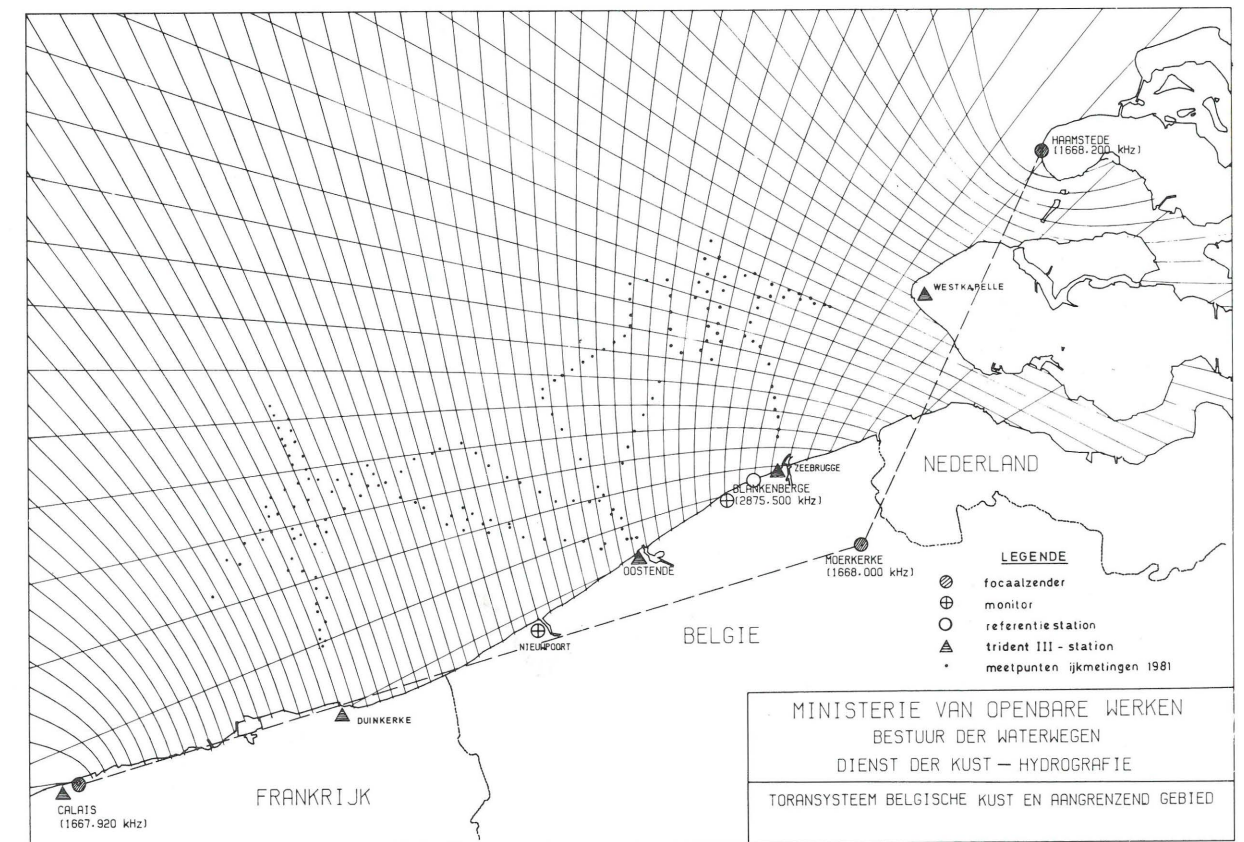 HAAMSTEDE
(1668.200 kHz)
WESTKAPELLE
ZEEBRUGGE
BLANKENBERGE
(2875.500 kHz)
NEDERLAND
OOSTENDE
MOERKERKE
(1668.000 kHz)
NIEUWPOORT
BELGIE
DUINKERKE
FRANKRIJK
CALAIS
(1667.920 kHz)
LEGENDE
focaalzender
monitor
referentiestation
trident III - station
meetpunten ijkmetingen 1981
MINISTERIE VAN OPENBARE WERKEN
BESTUUR DER WATERWEGEN
DIENST DER KUST — HYDROGRAFIE
TORANSYSTEEM BELGISCHE KUST EN AANGRENZEND GEBIED